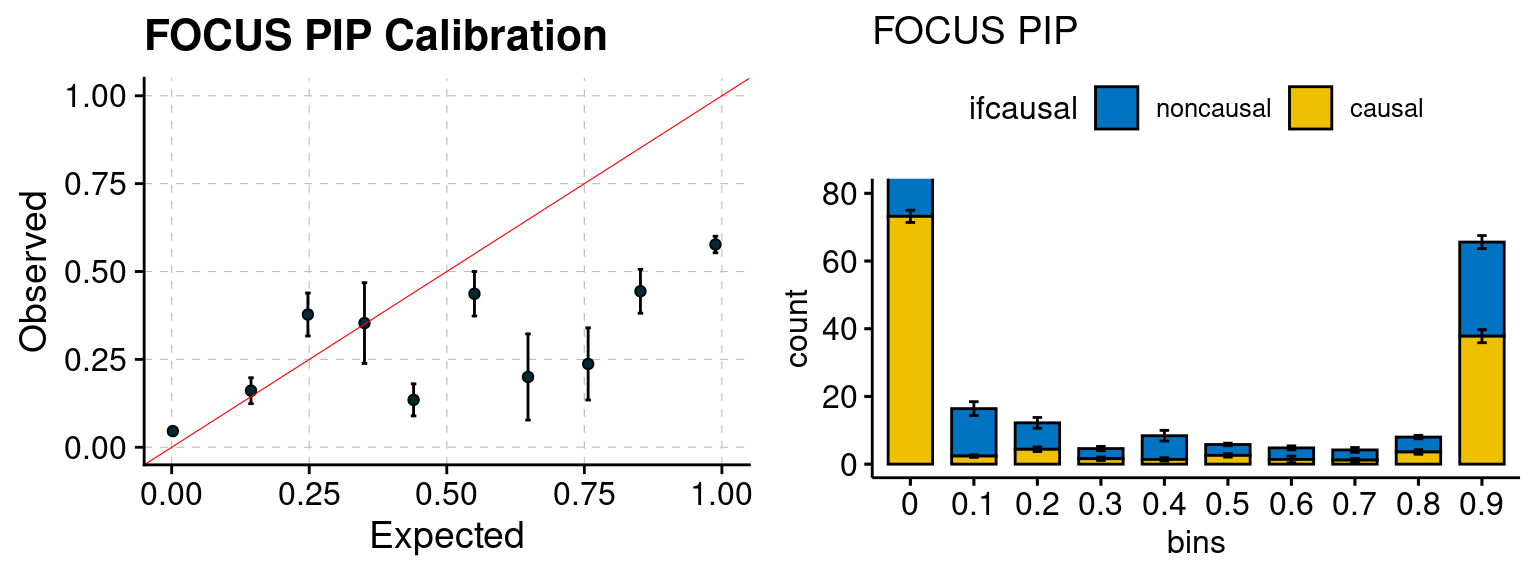 FOCUS PIP Calibration
1.00
0.75
0.50
0.25
0.00
Observed
0.00 0.25 0.50 0.75 1.00
Expected
FOCUS PIP
ifcausal noncausal causal
80
60
40
20
0
count
0 0.1 0.2 0.3 0.4 0.5 0.6 0.7 0.8 0.9
bins